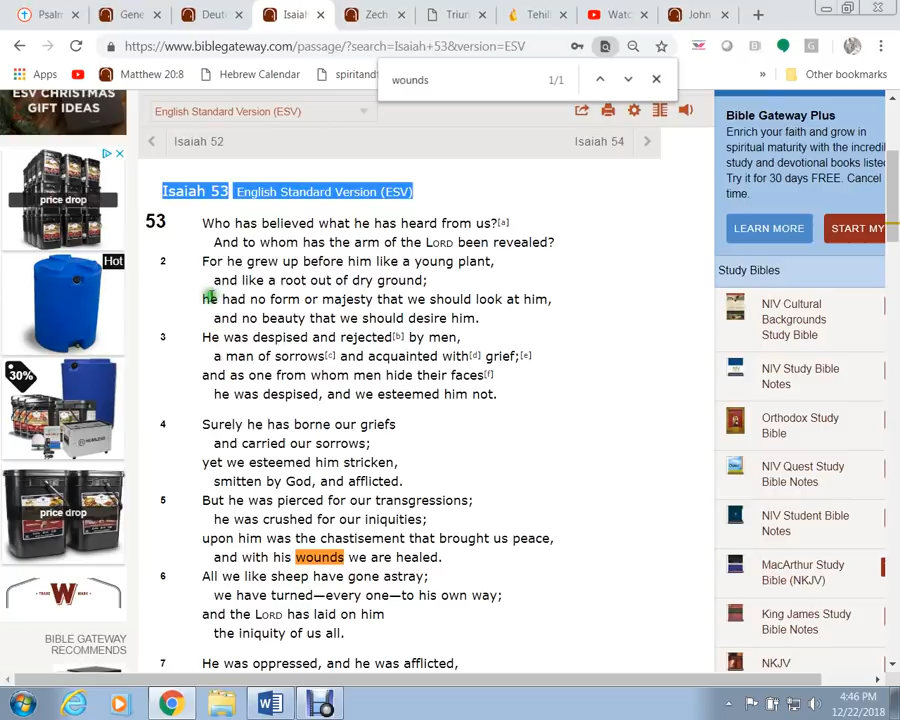 Psalm
Gene
Deut
Isaiah
Zech
Triun
Tehill
Watc
John
https://www.biblegateway.com/passage/?search=Isaiah+53&version=ESV
Apps
Matthew 20:8
Hebrew Calendar
spiritand
»
Other bookmarks
wounds
1/1
ESV CHRISTMAS
GIFT IDEAS
English Standard Version (ESV)
Isaiah 52
Isaiah 54
Isaiah 53 English Standard Version (ESV)
53 Who has believed what he has heard from us?[a]
And to whom has the arm of the LORD been revealed?
2 For he grew up before him like a young plant,
and like a root out of dry ground;
he had no form or majesty that we should look at him,
and no beauty that we should desire him.
3 He was despised and rejected[b] by men,
a man of sorrows[c] and acquainted with[d] grief;[e]
and as one from whom men hide their faces[f]
he was despised, and we esteemed him not.
4 Surely he has borne our griefs
and carried our sorrows;
yet we esteemed him stricken,
smitten by God, and afflicted.
5 But he was pierced for our transgressions;
he was crushed for our iniquities;
upon him was the chastisement that brought us peace,
and with his wounds we are healed.
6 All we like sheep have gone astray;
we have turned—every one—to his own way;
and the LORD has laid on him
the iniquity of us all.
7 He was oppressed, and he was afflicted,
price drop
Hot
30%
price drop
W
BIBLE GATEWAY
RECOMMENDS
Bible Gateway Plus
Enrich your faith and grow in
spiritual maturity with the incredi
study and devotional books listed
Try it for 30 days FREE. Cancel
time.
LEARN MORE
START MY
Study Bibles
NIV Cultural
Backgrounds
Study Bible
NIV Study Bible
Notes
Orthodox Study
Bible
NIV Quest Study
Bible Notes
NIV Student Bible
Notes
MacArthur Study
Bible (NKJV)
King James Study
Bible Notes
NKJV
4:46 PM
12/22/2018